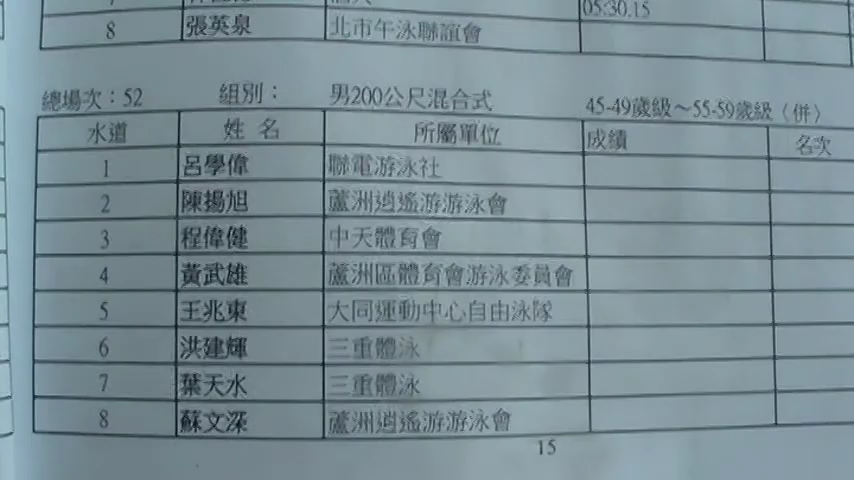 05:30.15
8 張英泉 北市午泳聯誼會
總場次：52 組別： 男200公尺混合式 45-49歲級～55-59歲級（併）
水道 姓 名 所屬單位 成績 名次
1 呂學偉 聯電游泳社
2 陳揚旭 蘆洲逍遙游游泳會
3 程偉健 中天體育會
4 黃武雄 蘆洲區體育會游泳委員會
5 王兆東 大同運動中心自由泳隊
6 洪建輝 三重體泳
7 葉天水 三重體泳
8 蘇文深 蘆洲逍遙游游泳會
15